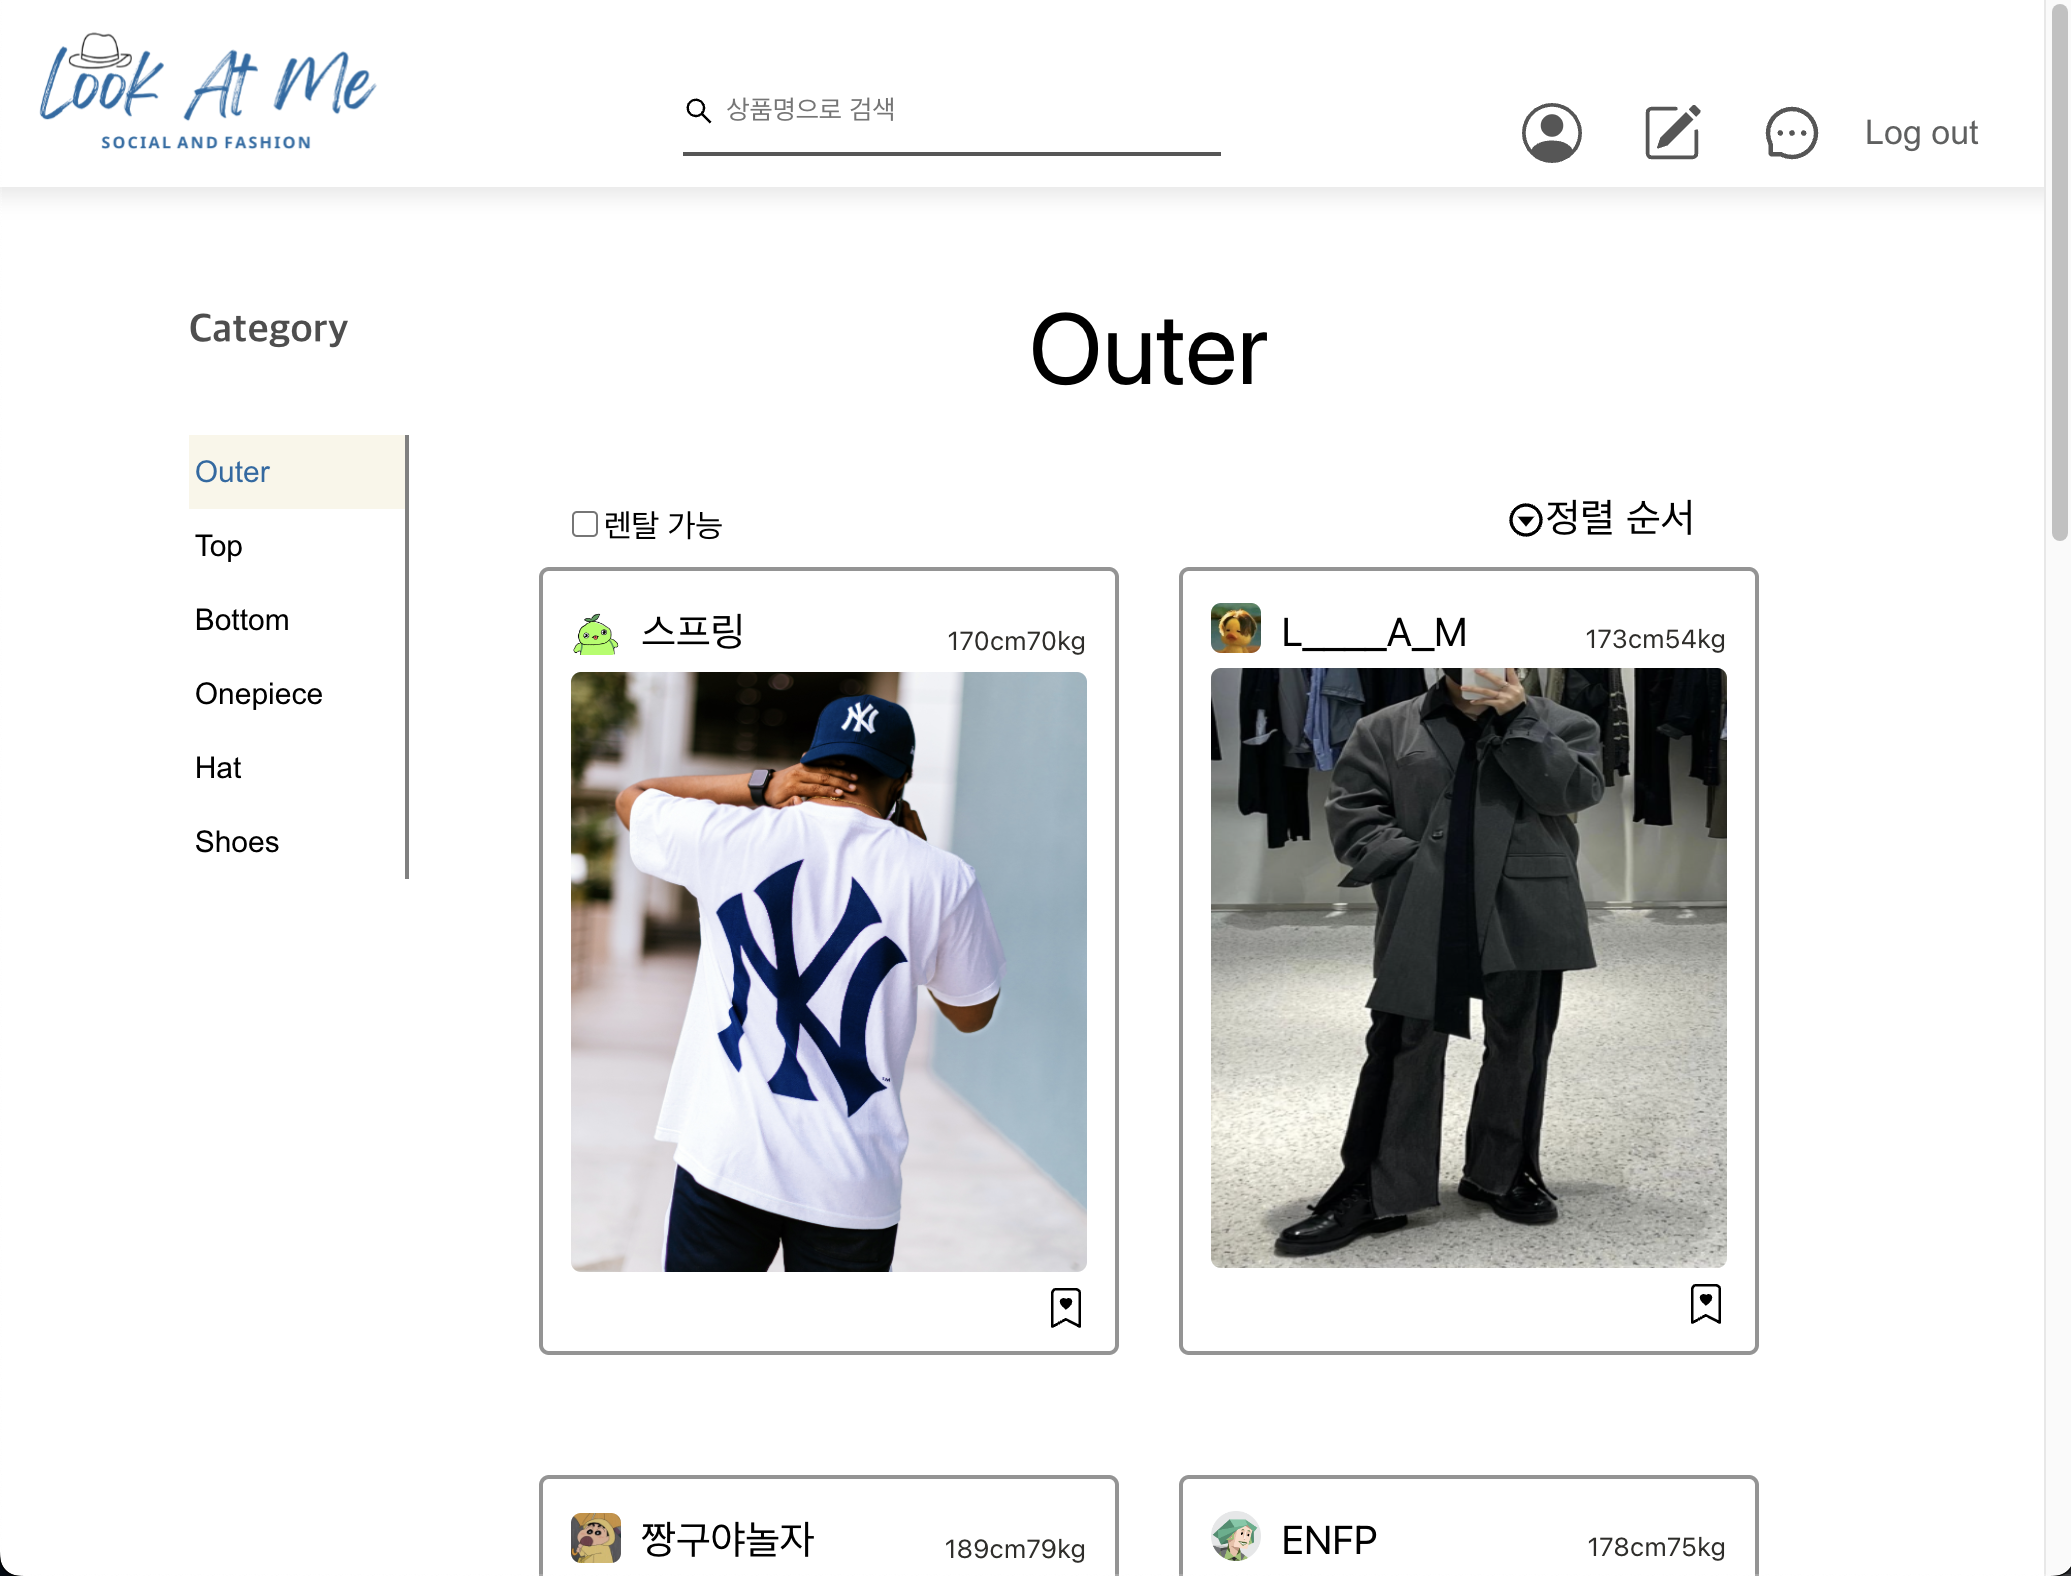 Look At Me
SOCIAL AND FASHION
상품명으로 검색
Log out
Category
Outer
Outer
Top
Bottom
Onepiece
Hat
Shoes
렌탈 가능
정렬 순서
스프링
170cm70kg
NY
NY
L____A_M
173cm54kg
짱구야놀자
189cm79kg
ENFP
178cm75kg